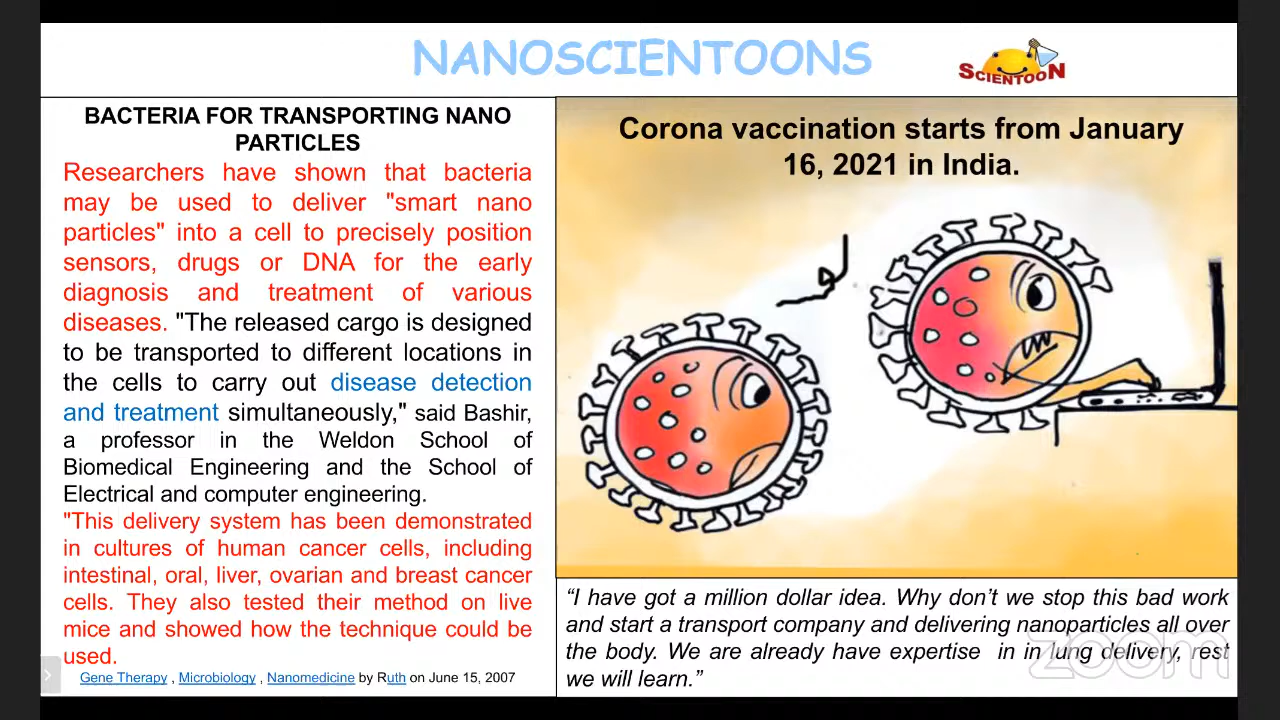 NANOSCIENTOONS
SCIENTOON
BACTERIA FOR TRANSPORTING NANO
PARTICLES
Researchers have shown that bacteria
may be used to deliver "smart nano
particles" into a cell to precisely position
sensors, drugs or DNA for the early
diagnosis and treatment of various
diseases. "The released cargo is designed
to be transported to different locations in
the cells to carry out disease detection
and treatment simultaneously," said Bashir,
a professor in the Weldon School of
Biomedical Engineering and the School of
Electrical and computer engineering.
"This delivery system has been demonstrated
in cultures of human cancer cells, including
intestinal, oral, liver, ovarian and breast cancer
cells. They also tested their method on live
mice and showed how the technique could be
used.
Gene Therapy , Microbiology , Nanomedicine by Ruth on June 15, 2007
Corona vaccination starts from January
16, 2021 in India.
“I have got a million dollar idea. Why don’t we stop this bad work
and start a transport company and delivering nanoparticles all over
the body. We are already have expertise in in lung delivery, rest
we will learn.”
zoom